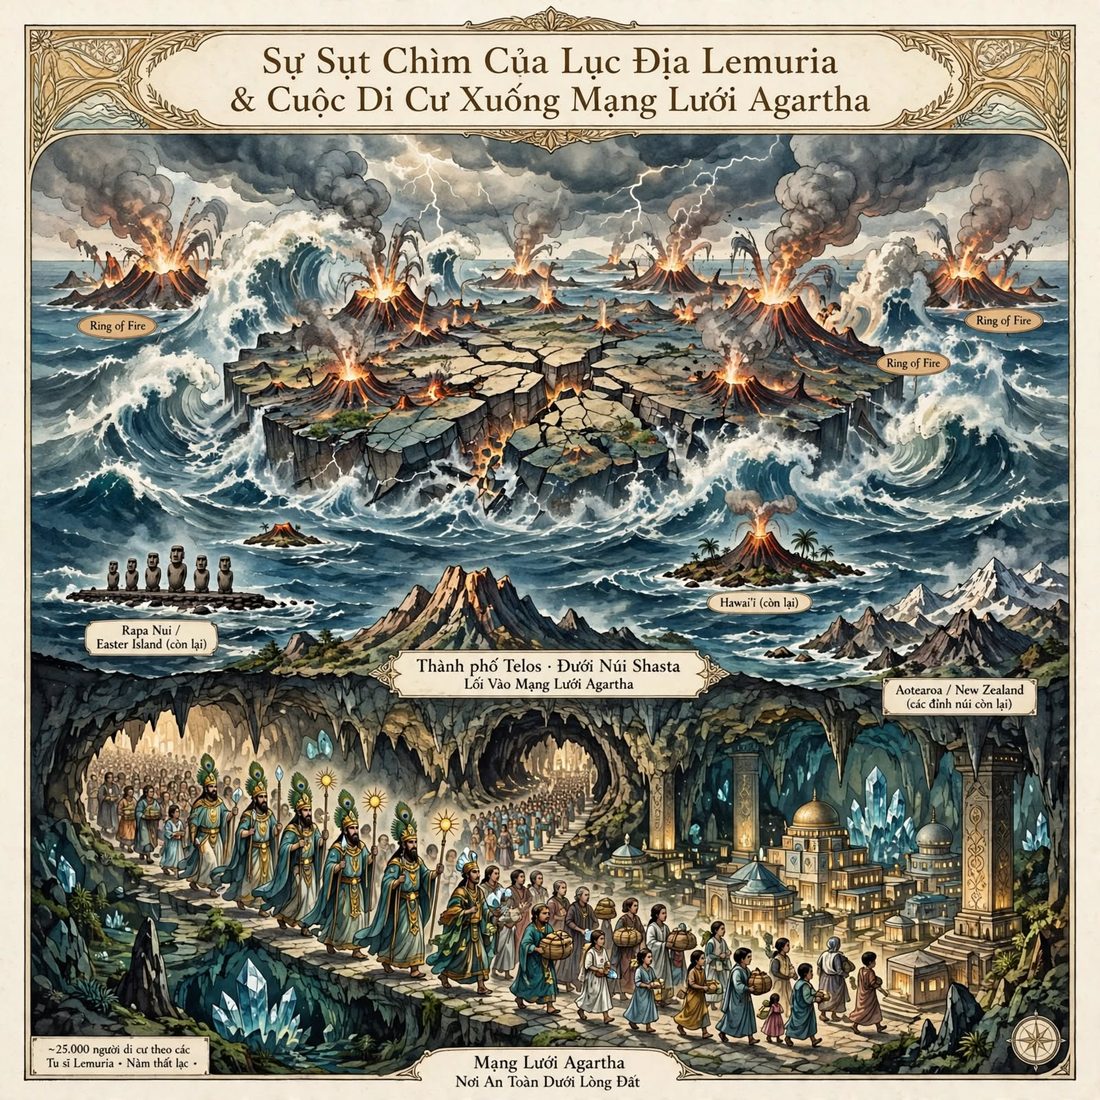 Sự Sụt Chìm Của Lục Địa Lemuria
& Cuộc Di Cư Xuống Mạng Lưới Agartha
Ring of Fire
Ring of Fire
Ring of Fire
Hawai'i (còn lại)
Rapa Nui /
Easter Island (còn lại)
Thành phố Telos · Dưới Núi Shasta
Lối Vào Mạng Lưới Agartha
Aotearoa / New Zealand
(các đỉnh núi còn lại)
~25.000 người di cư theo các
Tu sĩ Lemuria • Nàm thất lạc •
Mạng Lưới Agartha
Nơi An Toàn Dưới Lòng Đất